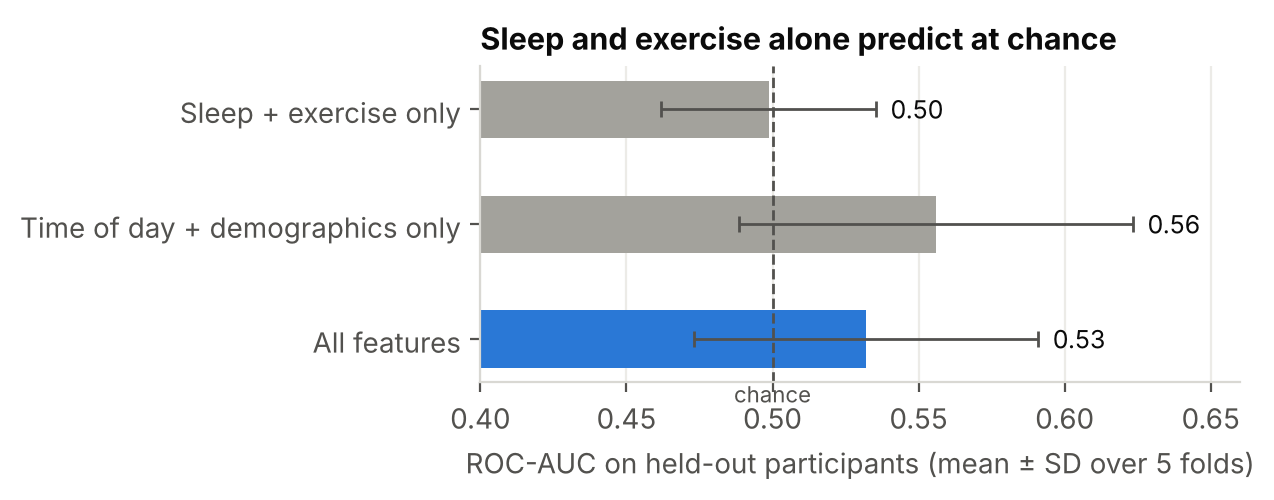 Sleep and exercise alone predict at chance
Sleep + exercise only
0.50
Time of day + demographics only
0.56
All features
0.53
chance
0.40 0.45 0.50 0.55 0.60 0.65
ROC-AUC on held-out participants (mean ± SD over 5 folds)